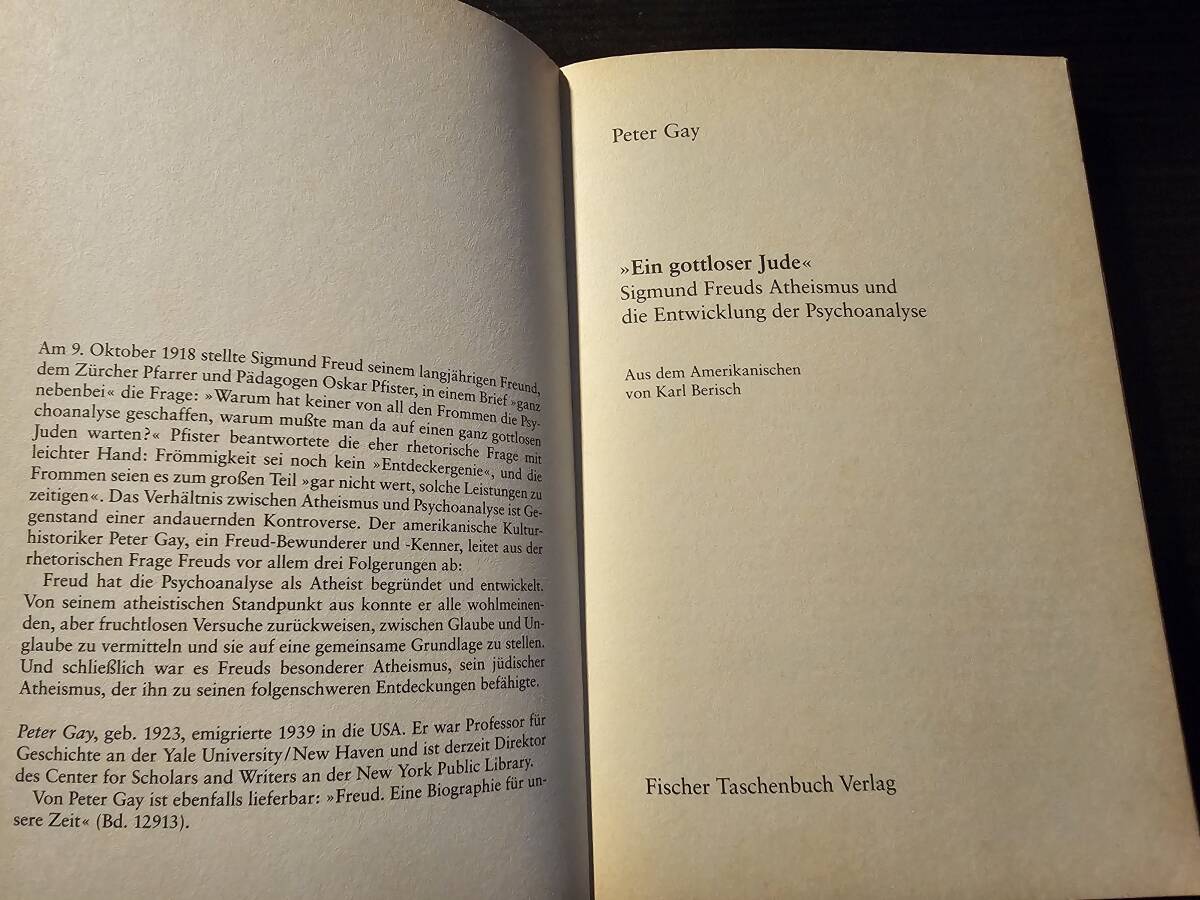 Am 9. Oktober 1918 stellte Sigmund Freud seinem langjährigen Freund,
dem Zürcher Pfarrer und Pädagogen Oskar Pfister, in einem Brief »ganz
nebenbei« die Frage: »Warum hat keiner von all den Frommen die Psy-
choanalyse geschaffen, warum mußte man da auf einen ganz gottlosen
Juden warten?« Pfister beantwortete die eher rhetorische Frage mit
leichter Hand: Frömmigkeit sei noch kein »Entdeckergenie«, und die
Frommen seien es zum großen Teil »gar nicht wert, solche Leistungen zu
zeitigen«. Das Verhältnis zwischen Atheismus und Psychoanalyse ist Ge-
genstand einer andauernden Kontroverse. Der amerikanische Kultur-
historiker Peter Gay, ein Freud-Bewunderer und -Kenner, leitet aus der
rhetorischen Frage Freuds vor allem drei Folgerungen ab:
Freud hat die Psychoanalyse als Atheist begründet und entwickelt.
Von seinem atheistischen Standpunkt aus konnte er alle wohlmeinen-
den, aber fruchtlosen Versuche zurückweisen, zwischen Glaube und Un-
glaube zu vermitteln und sie auf eine gemeinsame Grundlage zu stellen.
Und schließlich war es Freuds besonderer Atheismus, sein jüdischer
Atheismus, der ihn zu seinen folgenschweren Entdeckungen befähigte.
Peter Gay, geb. 1923, emigrierte 1939 in die USA. Er war Professor für
Geschichte an der Yale University/New Haven und ist derzeit Direktor
des Center for Scholars and Writers an der New York Public Library.
Von Peter Gay ist ebenfalls lieferbar: »Freud. Eine Biographie für un-
sere Zeit« (Bd. 12913).
Peter Gay
»Ein gottloser Jude«
Sigmund Freuds Atheismus und
die Entwicklung der Psychoanalyse
Aus dem Amerikanischen
von Karl Berisch
Fischer Taschenbuch Verlag